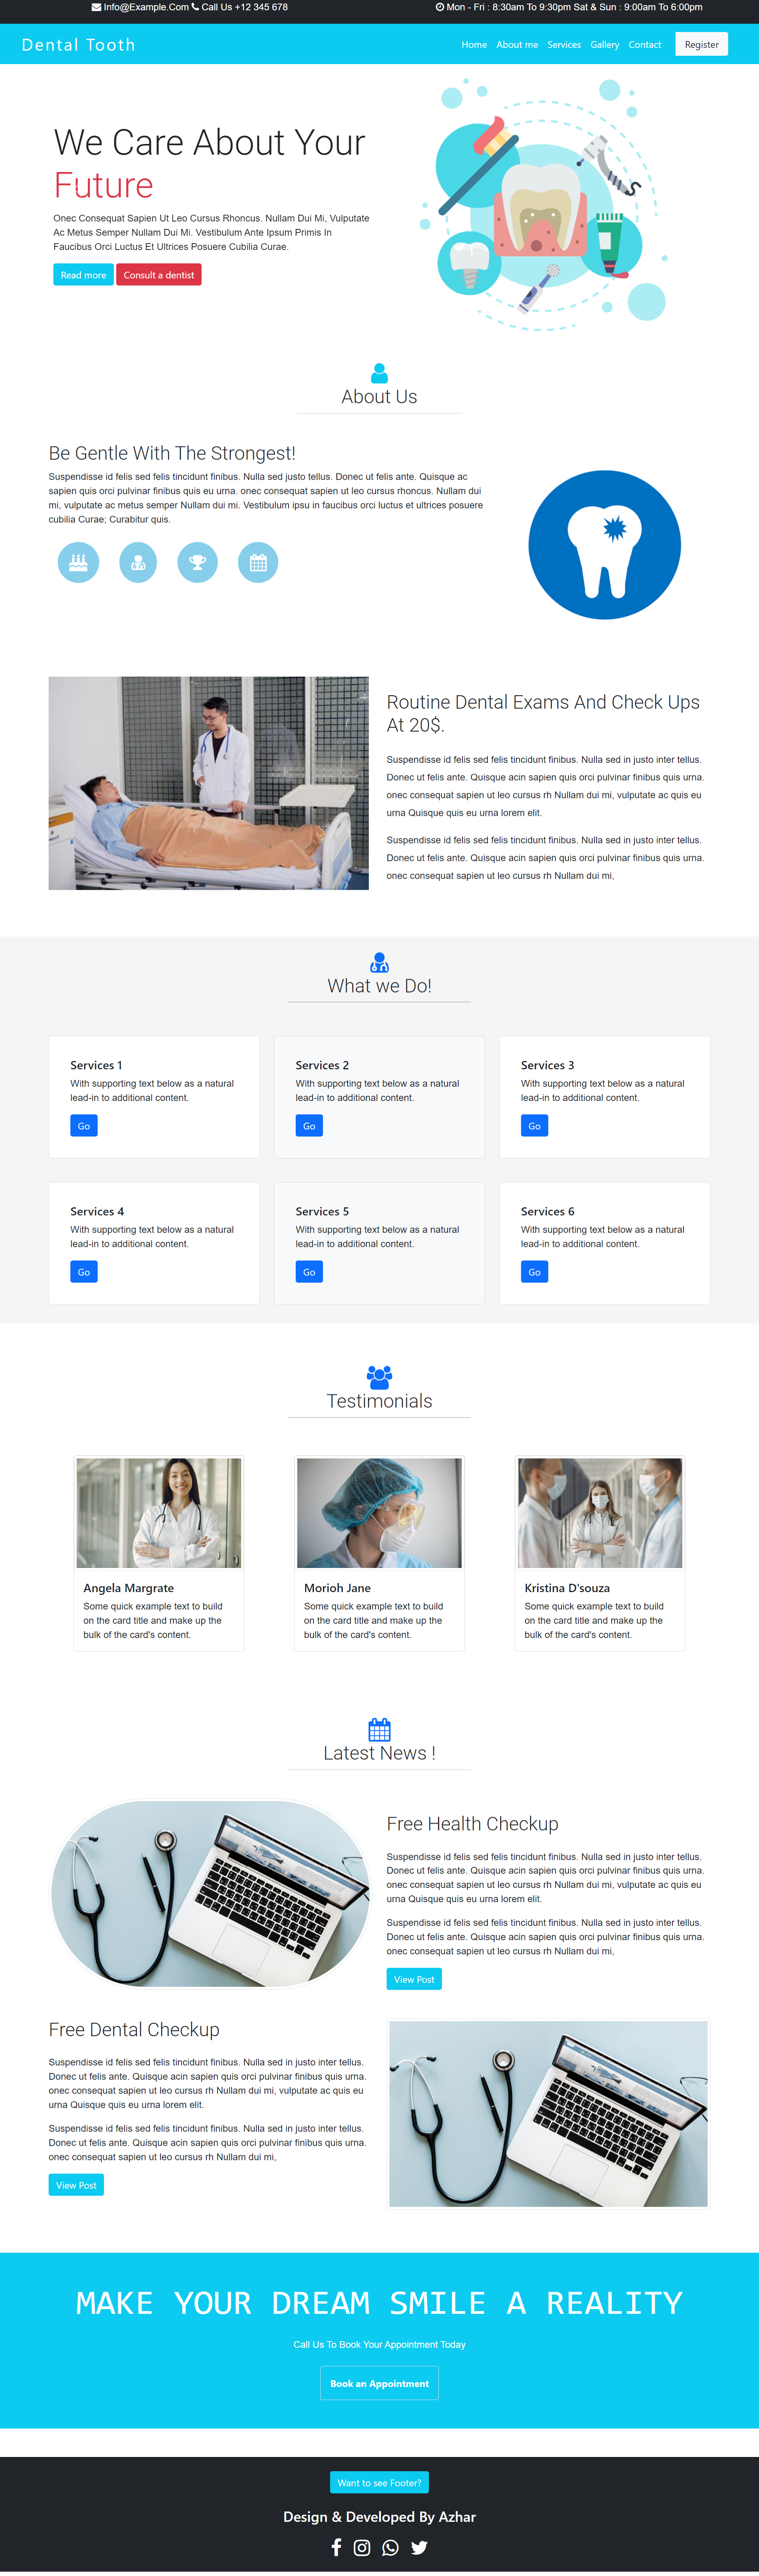 Info@Example.Com Call Us +12 345 678
Mon - Fri : 8:30am To 9:30pm Sat & Sun : 9:00am To 6:00pm
Dental Tooth
Home About me Services Gallery Contact Register
We Care About Your
Future
Onec Consequat Sapien Ut Leo Cursus Rhoncus. Nullam Dui Mi, Vulputate
Ac Metus Semper Nullam Dui Mi. Vestibulum Ante Ipsum Primis In
Faucibus Orci Luctus Et Ultrices Posuere Cubilia Curae.
Read more Consult a dentist
About Us
Be Gentle With The Strongest!
Suspendisse id felis sed felis tincidunt finibus. Nulla sed justo tellus. Donec ut felis ante. Quisque ac
sapien quis orci pulvinar finibus quis eu urna. onec consequat sapien ut leo cursus rhoncus. Nullam dui
mi, vulputate ac metus semper Nullam dui mi. Vestibulum ipsu in faucibus orci luctus et ultrices posuere
cubilia Curae; Curabitur quis.
Routine Dental Exams And Check Ups
At 20$.
Suspendisse id felis sed felis tincidunt finibus. Nulla sed in justo inter tellus.
Donec ut felis ante. Quisque acin sapien quis orci pulvinar finibus quis urna.
onec consequat sapien ut leo cursus rh Nullam dui mi, vulputate ac quis eu
urna Quisque quis eu urna lorem elit.
Suspendisse id felis sed felis tincidunt finibus. Nulla sed in justo inter tellus.
Donec ut felis ante. Quisque acin sapien quis orci pulvinar finibus quis urna.
onec consequat sapien ut leo cursus rh Nullam dui mi,
What we Do!
Services 1
With supporting text below as a natural
lead-in to additional content.
Go
Services 2
With supporting text below as a natural
lead-in to additional content.
Go
Services 3
With supporting text below as a natural
lead-in to additional content.
Go
Services 4
With supporting text below as a natural
lead-in to additional content.
Go
Services 5
With supporting text below as a natural
lead-in to additional content.
Go
Services 6
With supporting text below as a natural
lead-in to additional content.
Go
Testimonials
Angela Margrate
Some quick example text to build
on the card title and make up the
bulk of the card's content.
Morioh Jane
Some quick example text to build
on the card title and make up the
bulk of the card's content.
Kristina D'souza
Some quick example text to build
on the card title and make up the
bulk of the card's content.
Latest News !
Free Health Checkup
Suspendisse id felis sed felis tincidunt finibus. Nulla sed in justo inter tellus.
Donec ut felis ante. Quisque acin sapien quis orci pulvinar finibus quis urna.
onec consequat sapien ut leo cursus rh Nullam dui mi, vulputate ac quis eu
urna Quisque quis eu urna lorem elit.
Suspendisse id felis sed felis tincidunt finibus. Nulla sed in justo inter tellus.
Donec ut felis ante. Quisque acin sapien quis orci pulvinar finibus quis urna.
onec consequat sapien ut leo cursus rh Nullam dui mi,
View Post
Free Dental Checkup
Suspendisse id felis sed felis tincidunt finibus. Nulla sed in justo inter tellus.
Donec ut felis ante. Quisque acin sapien quis orci pulvinar finibus quis urna.
onec consequat sapien ut leo cursus rh Nullam dui mi, vulputate ac quis eu
urna Quisque quis eu urna lorem elit.
Suspendisse id felis sed felis tincidunt finibus. Nulla sed in justo inter tellus.
Donec ut felis ante. Quisque acin sapien quis orci pulvinar finibus quis urna.
onec consequat sapien ut leo cursus rh Nullam dui mi,
View Post
MAKE YOUR DREAM SMILE A REALITY
Call Us To Book Your Appointment Today
Book an Appointment
Want to see Footer?
Design & Developed By Azhar